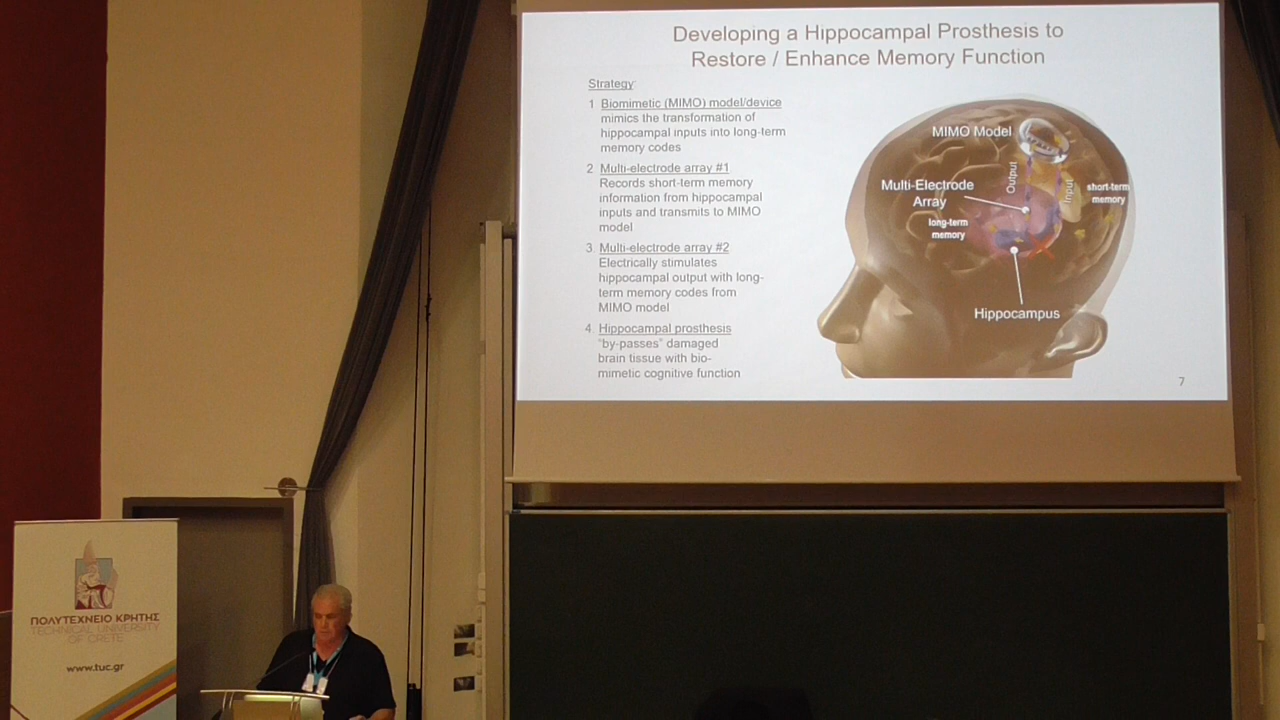 Developing a Hippocampal Prosthesis to
Restore / Enhance Memory Function
Strategy:
1 Biomimetic (MIMO) model/device
mimics the transformation of
hippocampal inputs into long-term
memory codes
2 Multi-electrode array #1
Records short-term memory
information from hippocampal
inputs and transmits to MIMO
model
3. Multi-electrode array #2
Electrically stimulates
hippocampal output with long-
term memory codes from
MIMO model
4 Hippocampal prosthesis
"by-passes" damaged
brain tissue with bio-
mimetic cognitive function
MIMO Model
Output
Input
Multi-Electrode
Array
short-term
memory
long-term
memory
Hippocampus
7
ΠΟΛΥΤΕΧΝΕΙΟ ΚΡΗΤΗΣ
TECHNICAL UNIVERSITY
OF CRETE
www.tuc.gr